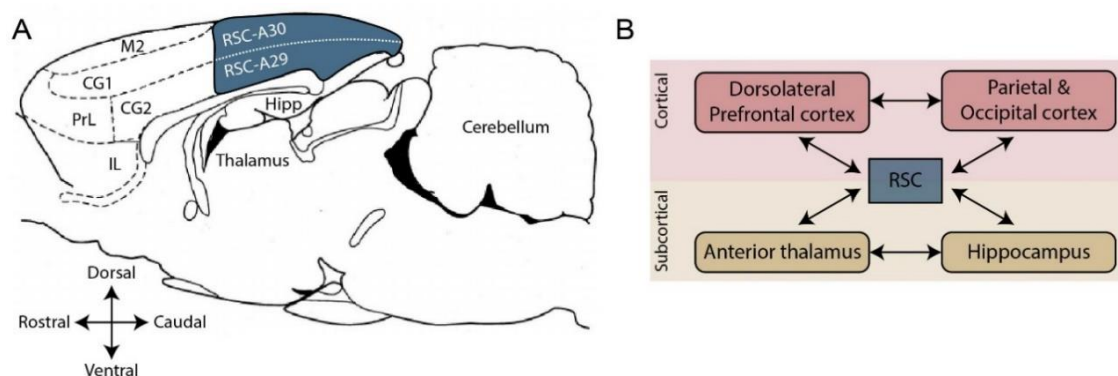 A
M2
RSC-A30
RSC-A29
CG1
CG2
PrL
IL
Hipp
Thalamus
Cerebellum
Dorsal
Rostral
Caudal
Ventral
B
Cortical
Dorsolateral
Prefrontal cortex
Parietal &
Occipital cortex
RSC
Subcortical
Anterior thalamus
Hippocampus